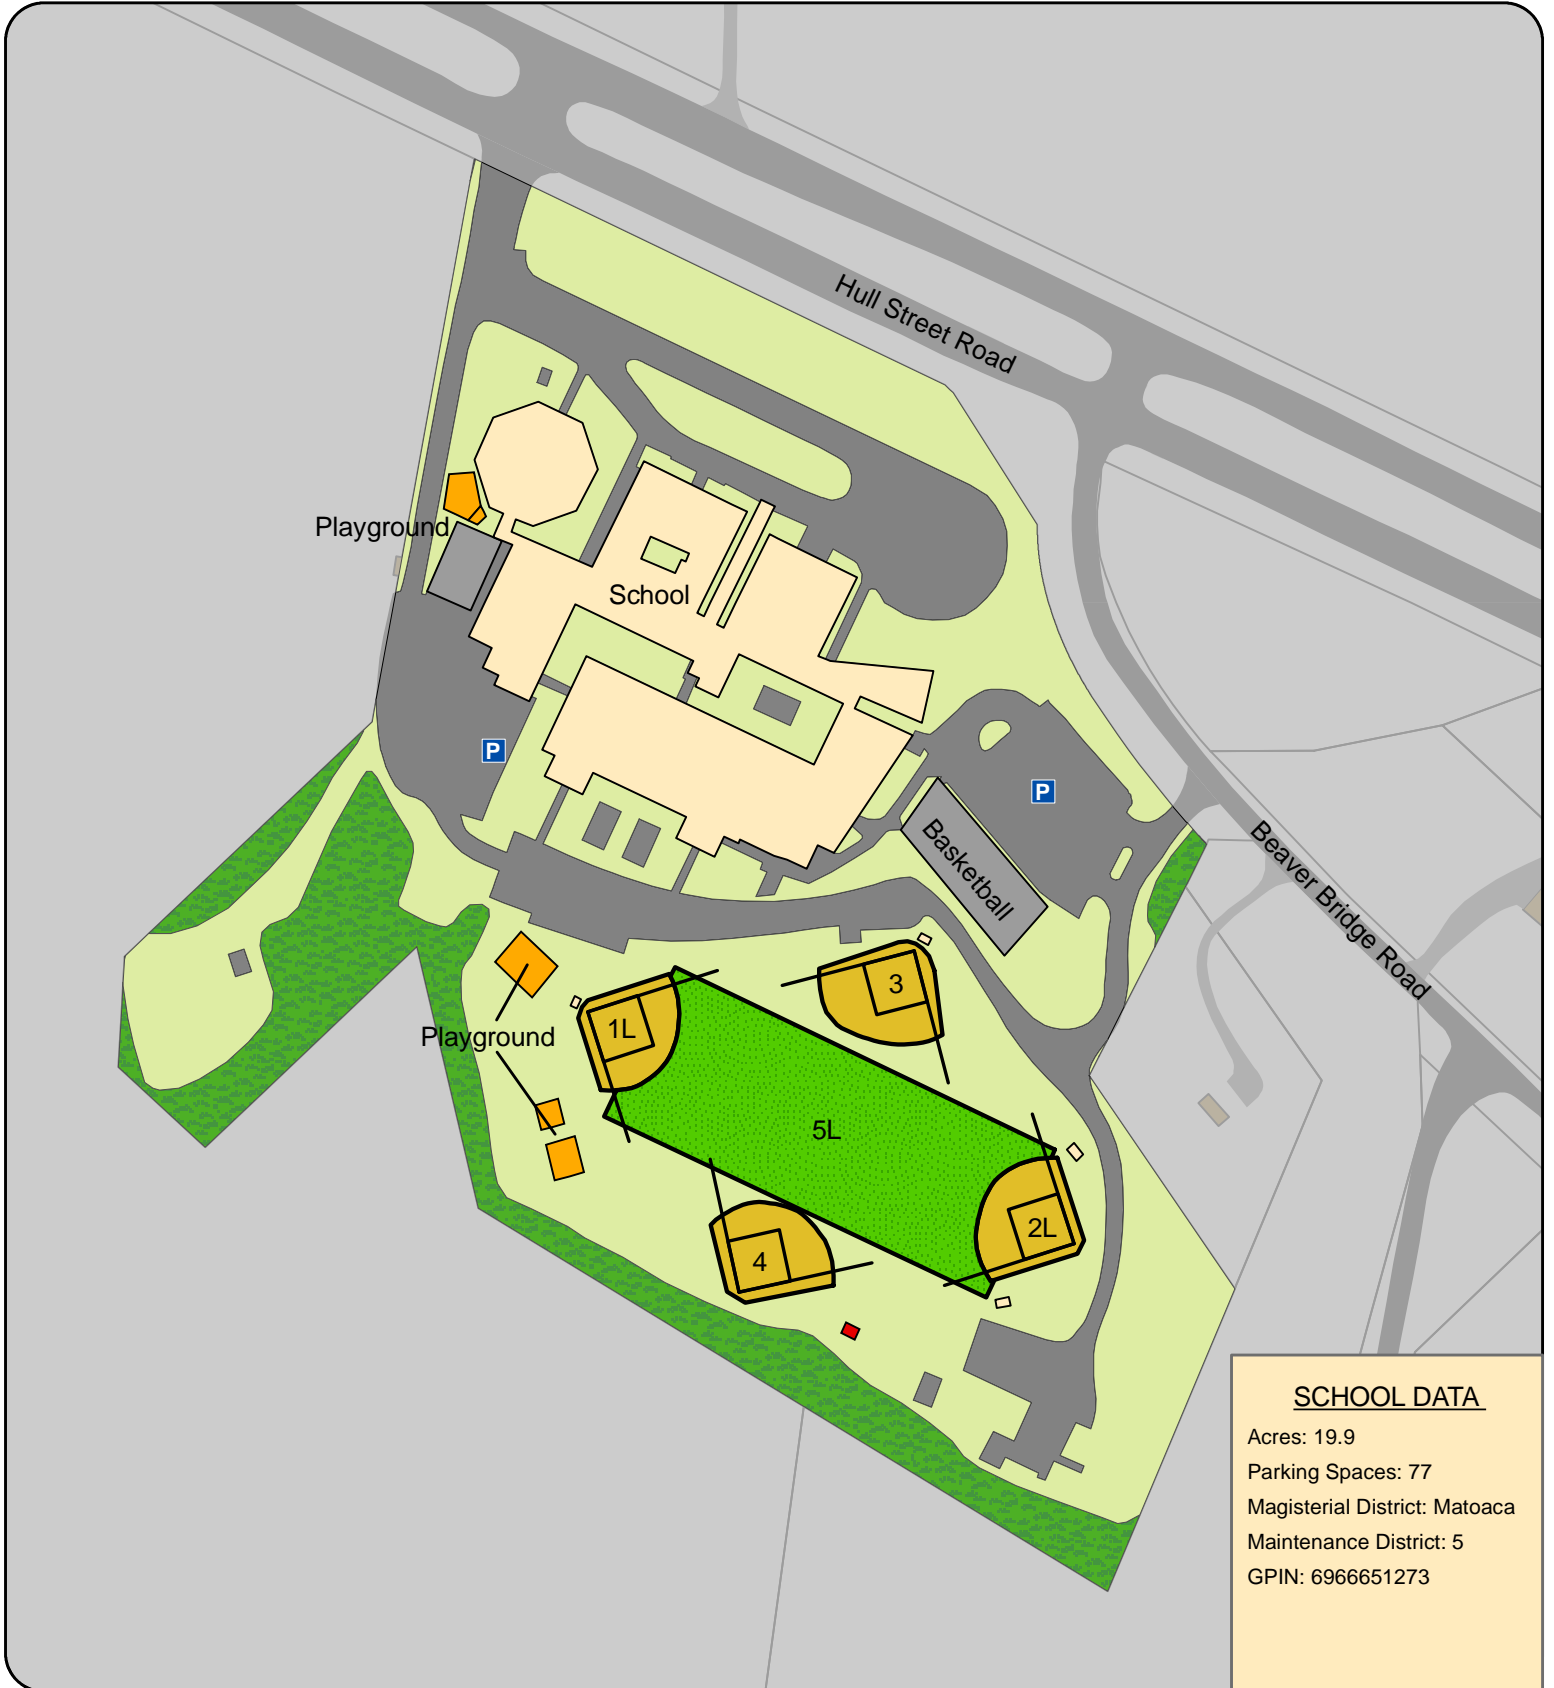 Hull Street Road
Playground
School
P
P
Basketball
Beaver Bridge Road
3
1L
Playground
5L
2L
4
SCHOOL DATA
Acres: 19.9
Parking Spaces: 77
Magisterial District: Matoaca
Maintenance District: 5
GPIN: 6966651273